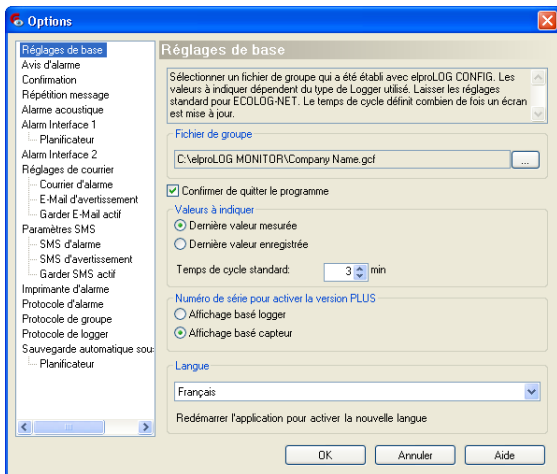 Options
Réglages de base
Avis d'alarme
Confirmation
Répétition message
Alarme acoustique
Alarm Interface 1
Planificateur
Alarm Interface 2
Réglages de courrier
Courrier d'alarme
E-Mail d'avertissement
Garder E-Mail actif
Paramètres SMS
SMS d'alarme
SMS d'avertissement
Garder SMS actif
Imprimante d'alarme
Protocole d'alarme
Protocole de groupe
Protocole de logger
Sauvegarde automatique sou
Planificateur
Réglages de base
Sélectionner un fichier de groupe qui a été établi avec elproLOG CONFIG. Les
valeurs à indiquer dépendent du type de Logger utilisé. Laisser les réglages
standard pour ECOLOG-NET. Le temps de cycle définit combien de fois un écran
est mise à jour.
Fichier de groupe
C:\elproLOG MONITOR\Company Name.gcf
...
Confirmer de quitter le programme
Valeurs à indiquer
Dernière valeur mesurée
Dernière valeur enregistrée
Temps de cycle standard: 3 min
Numéro de série pour activer la version PLUS
Affichage basé logger
Affichage basé capteur
Langue
Français
Redémarrer l'application pour activer la nouvelle langue
OK Annuler Aide